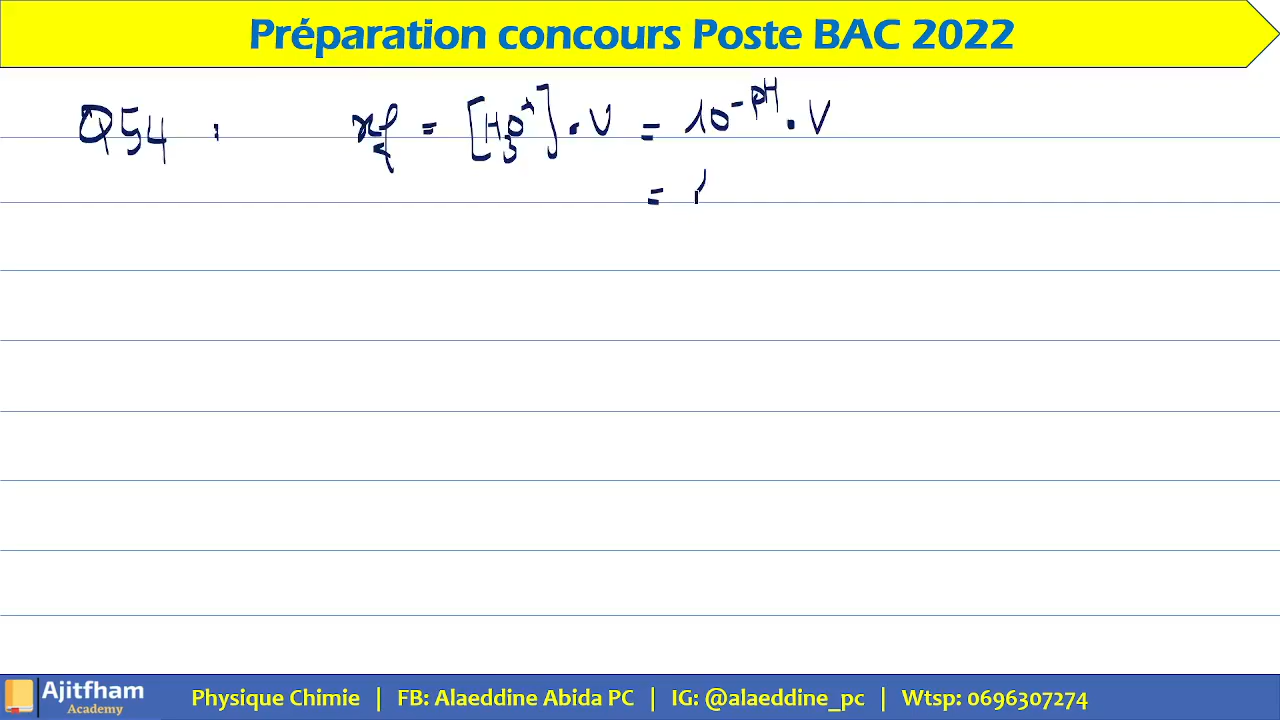 Préparation concours Poste BAC 2022
Q54 : xf = [H3O+] . V = 10^-pH . V
= 1
Ajitfham
Academy
Physique Chimie | FB: Alaeddine Abida PC | IG: @alaeddine_pc | Wtsp: 0696307274